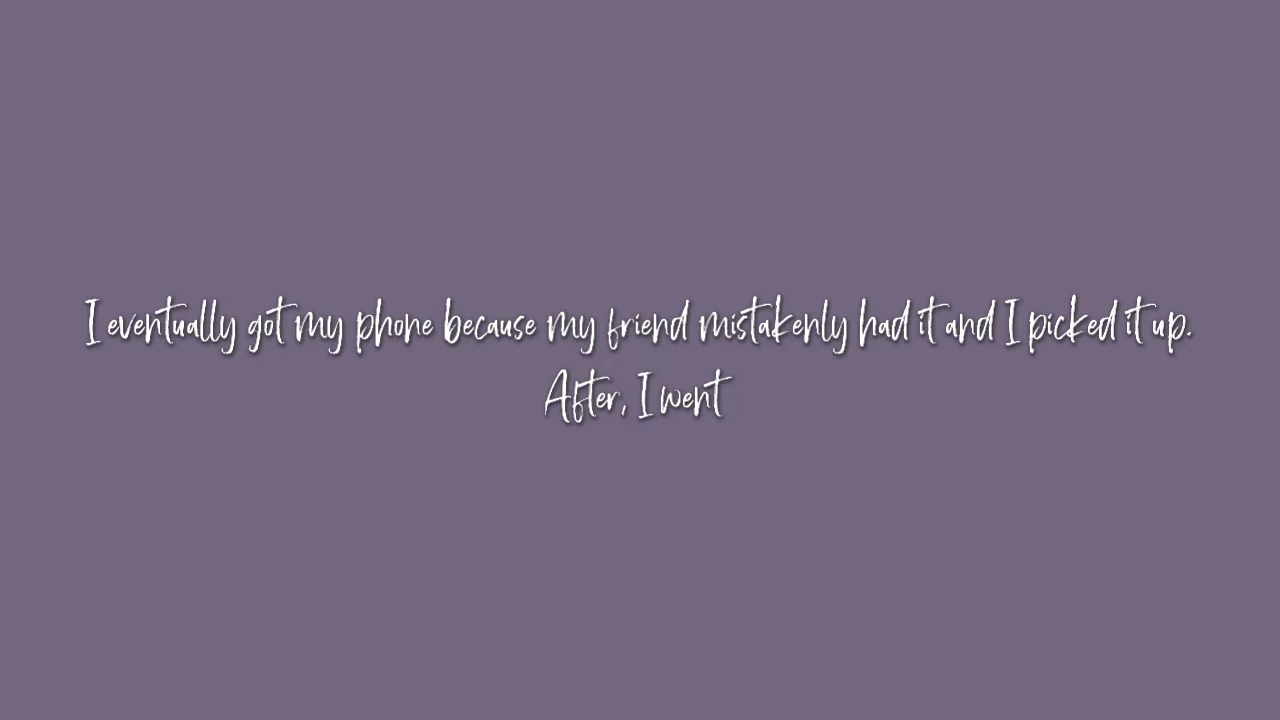 I eventually got my phone because my friend mistakenly had it and I picked it up.
After, I went